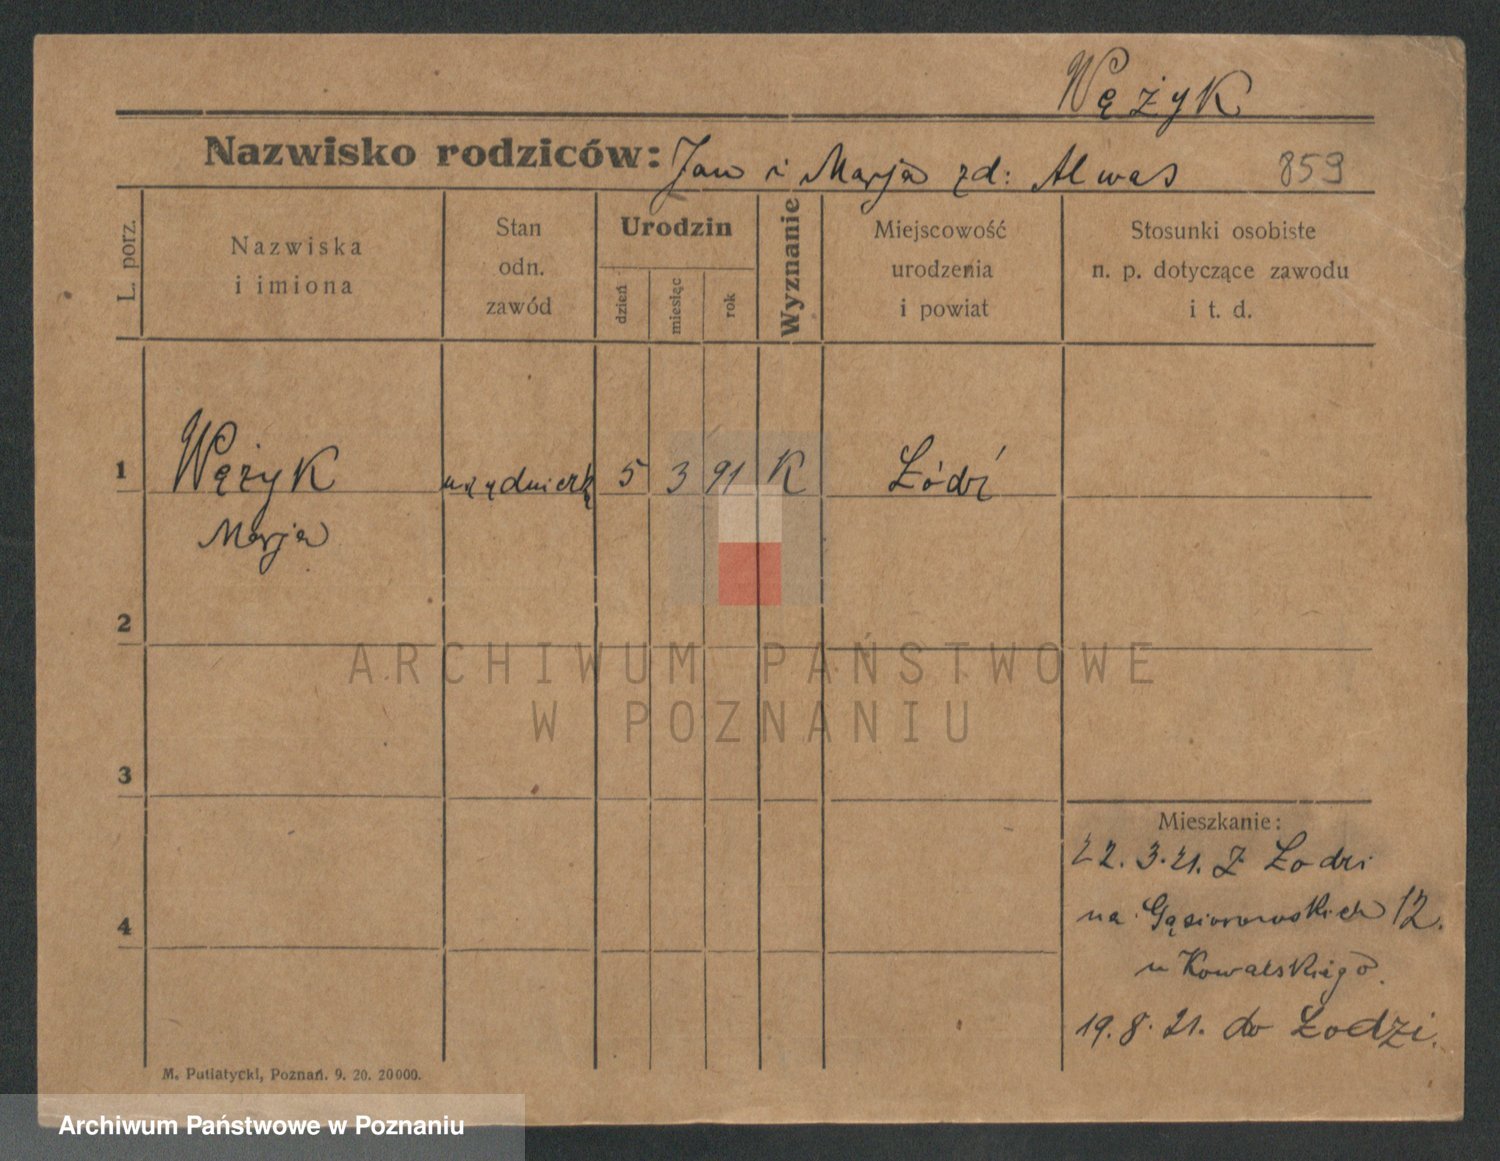 Wężyk
Nazwisko rodziców: Jan i Marja zd: Alwas 859
L. porz.
Nazwiska
i imiona
Stan
odn.
zawód
Urodzin
dzień
miesiąc
rok
Wyznanie
Miejscowość
urodzenia
i powiat
Stosunki osobiste
n. p. dotyczące zawodu
i t. d.
1 Wężyk 5 3 91 K Łódź
Marja
2
3
4
Mieszkanie:
22. 3. 21. z Łodzi
na Gąsiorowskich 12.
u Kowalskiego.
19. 8. 21. do Łodzi.
M. Putiatycki, Poznań. 9. 20. 20000.
ARCHIWUM PAŃSTWOWE
W POZNANIU
Archiwum Państwowe w Poznaniu